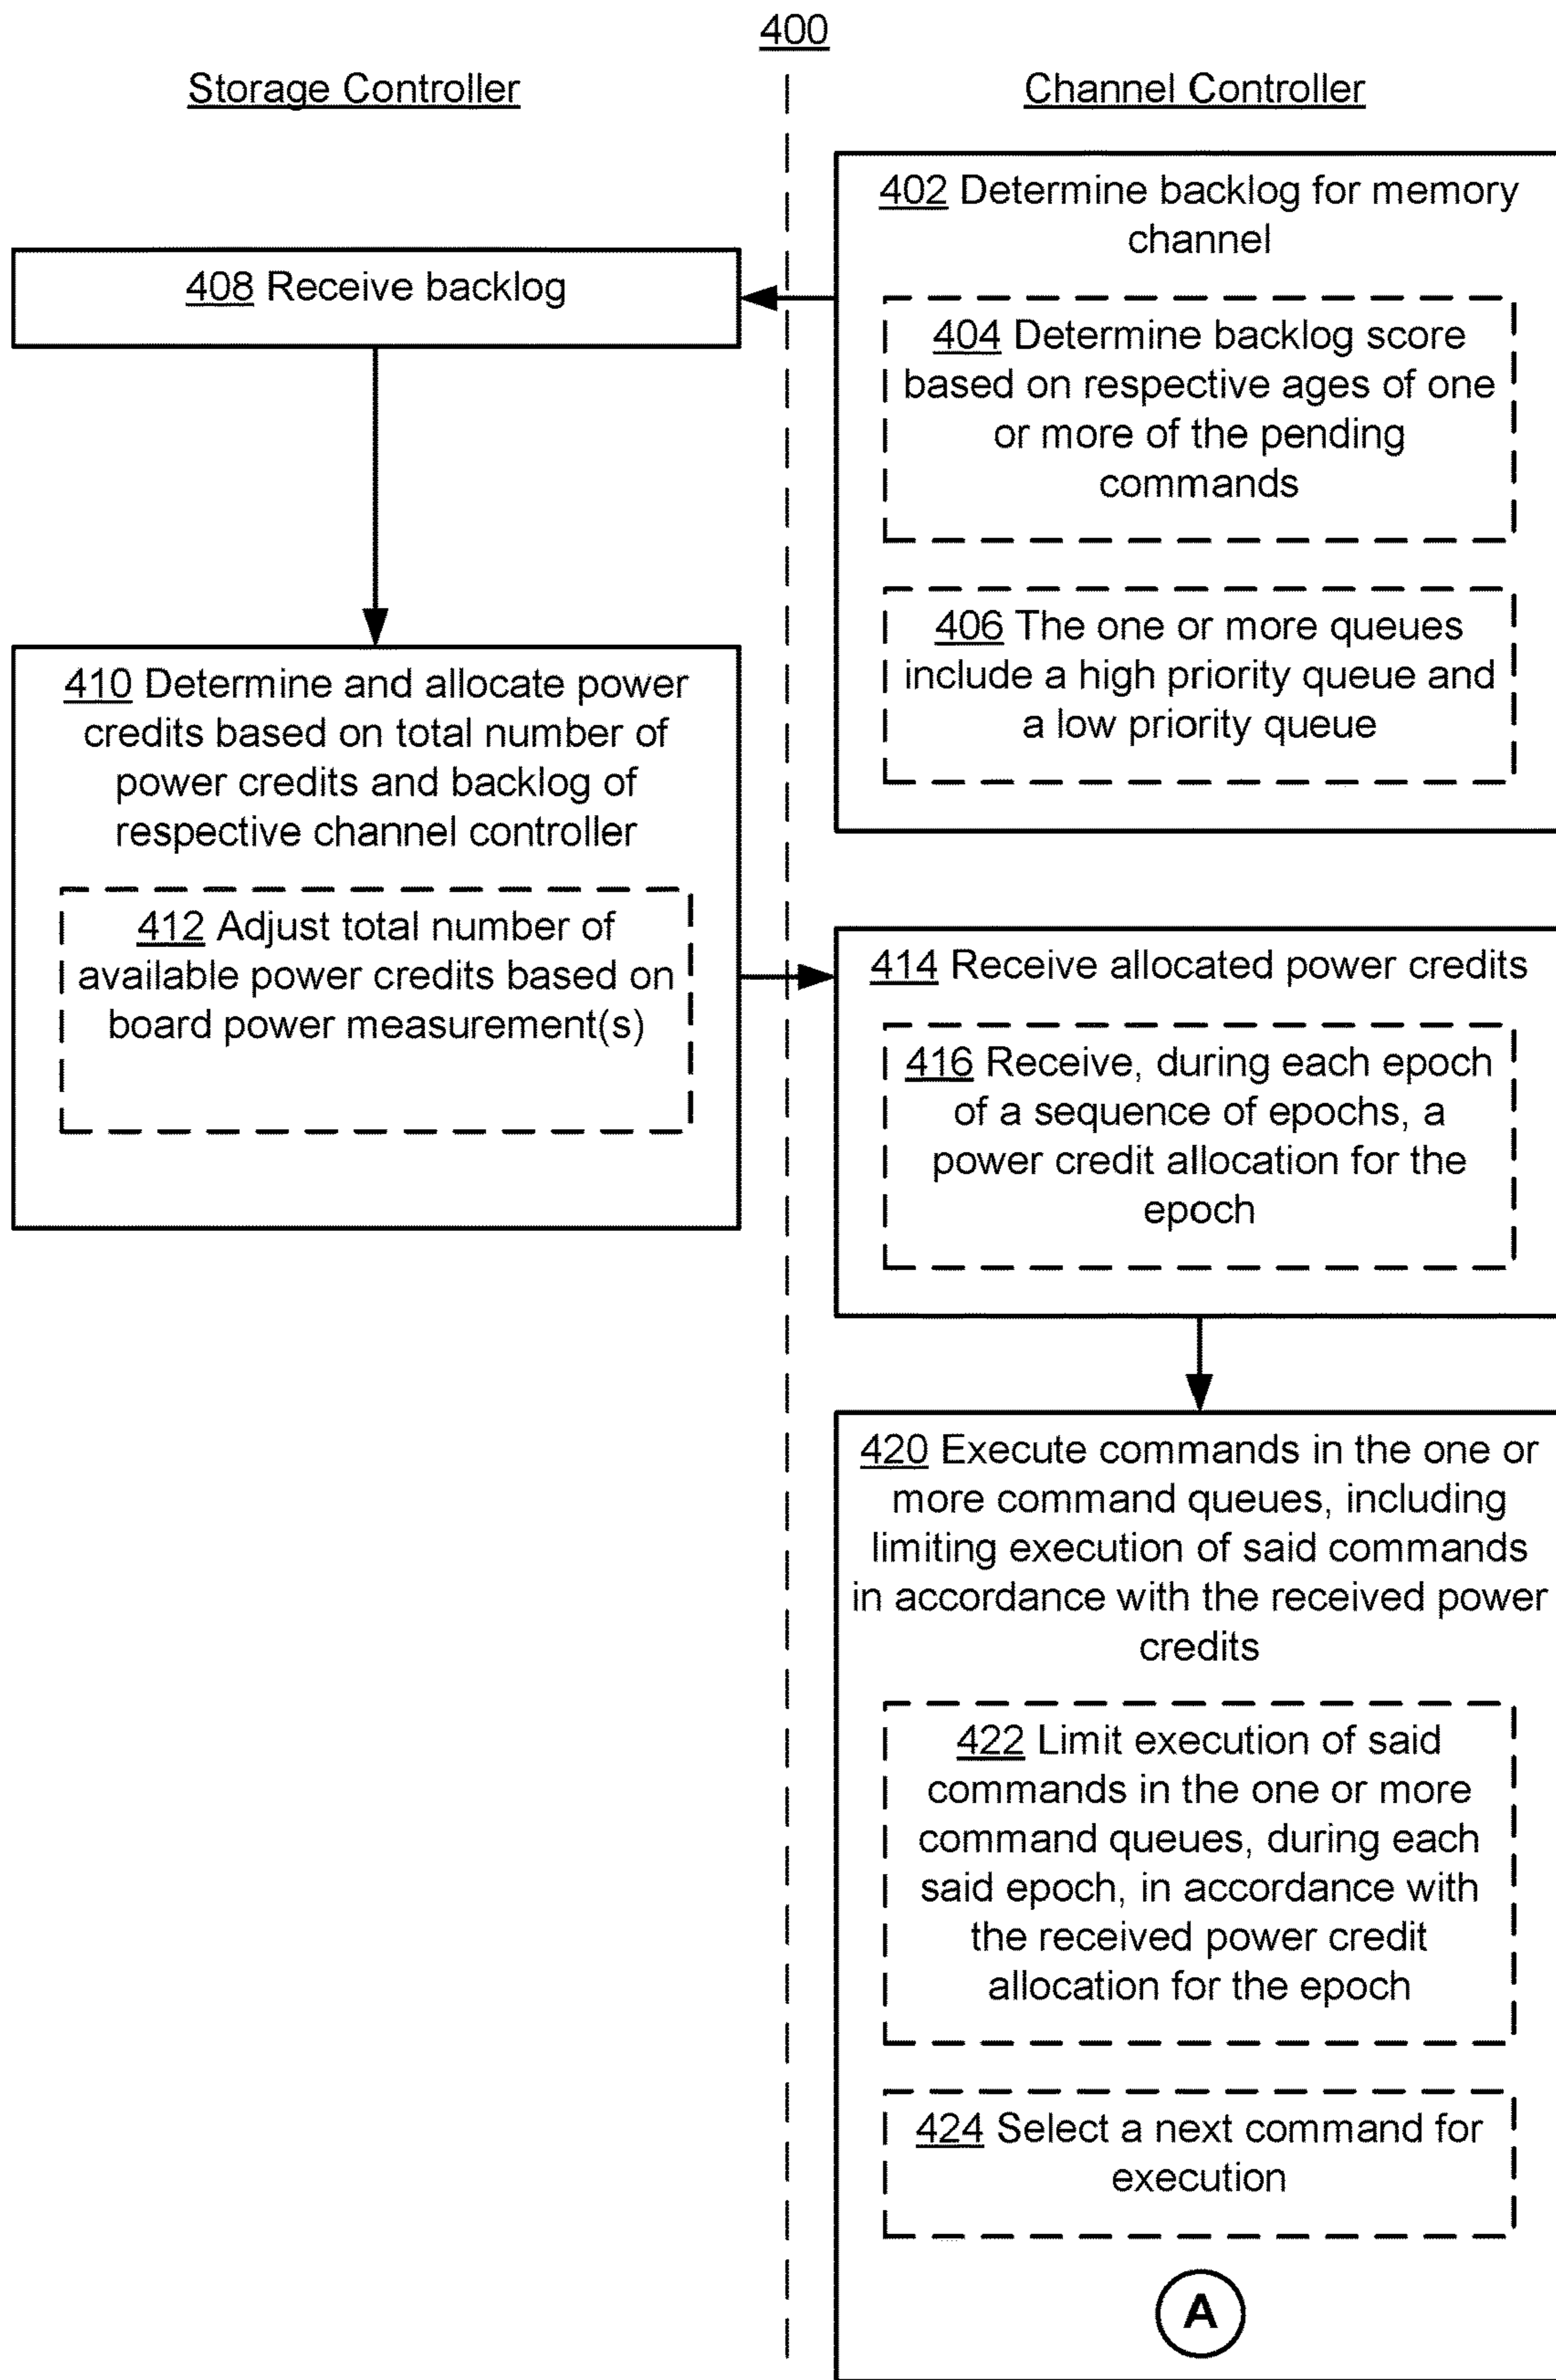 400
Storage Controller
Channel Controller
402 Determine backlog for memory
channel
404 Determine backlog score
based on respective ages of one
or more of the pending
commands
406 The one or more queues
include a high priority queue and
a low priority queue
408 Receive backlog
410 Determine and allocate power
credits based on total number of
power credits and backlog of
respective channel controller
412 Adjust total number of
available power credits based on
board power measurement(s)
414 Receive allocated power credits
416 Receive, during each epoch
of a sequence of epochs, a
power credit allocation for the
epoch
420 Execute commands in the one or
more command queues, including
limiting execution of said commands
in accordance with the received power
credits
422 Limit execution of said
commands in the one or more
command queues, during each
said epoch, in accordance with
the received power credit
allocation for the epoch
424 Select a next command for
execution
A